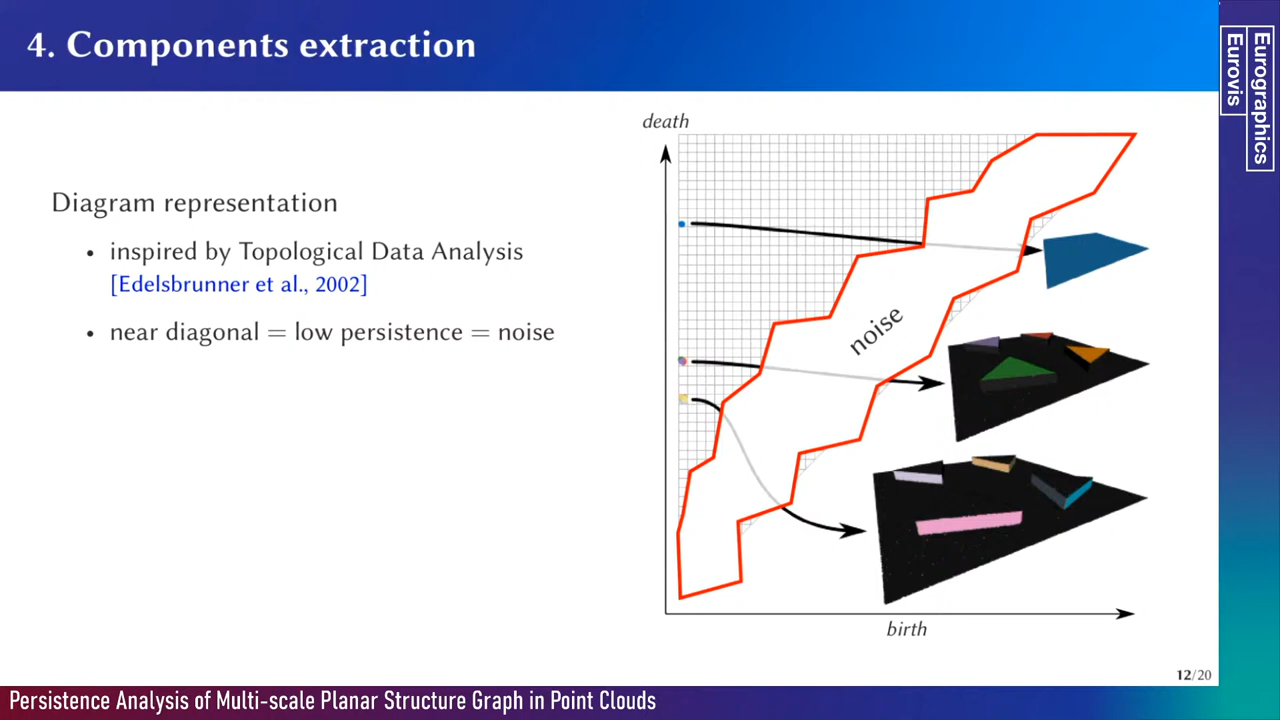 4. Components extraction
Diagram representation
• inspired by Topological Data Analysis
[Edelsbrunner et al., 2002]
• near diagonal = low persistence = noise
death
noise
birth
12/20
Eurographics
Eurovis
Persistence Analysis of Multi-scale Planar Structure Graph in Point Clouds